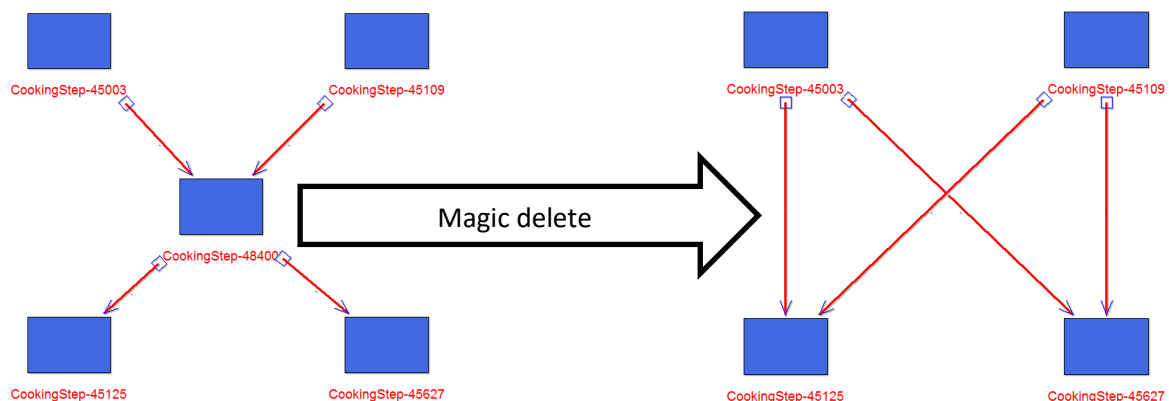 CookingStep-45003
CookingStep-45109
CookingStep-45003
CookingStep-45109
Magic delete
CookingStep-48400
CookingStep-45125
CookingStep-45627
CookingStep-45125
CookingStep-45627